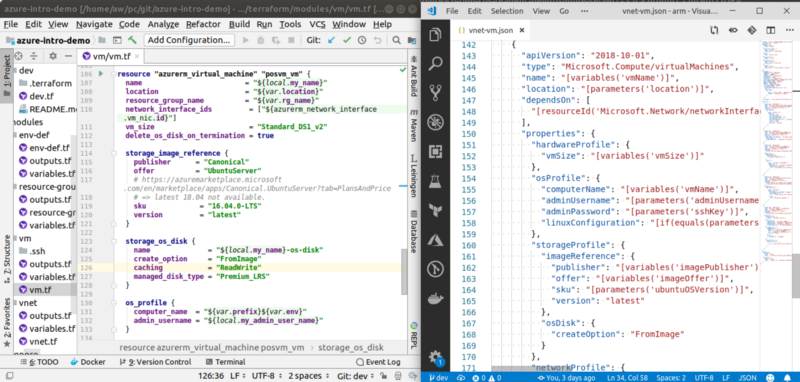 azure-intro-demo [/home/aw/pc/git/azure-intro-demo] - .../terraform/modules/vm/vm.tf
File Edit View Navigate Code Analyze Refactor Build Run Tools VCS Window Help
azure-intro-demo
vm/vm.tf
Add Configuration...
Git:
1: Project
7: Structure
2: Favorites
dev
.terraform
dev.tf
README.m
modules
env-def
env-def.tf
outputs.tf
variables.tf
resource-group
outputs.tf
resource-gr
variables.tf
vm
.ssh
outputs.tf
variables.tf
vm.tf
vnet
outputs.tf
variables.tf
vnet.tf
vm/vm.tf
106 resource "azurerm_virtual_machine" "posvm_vm" {
107 name = "${local.my_name}"
108 location = "${var.location}"
109 resource_group_name = "${var.rg_name}"
110 network_interface_ids = ["${azurerm_network_interface
.vm_nic.id}"]
111 vm_size = "Standard_DS1_v2"
112 delete_os_disk_on_termination = true
113
114 storage_image_reference {
115 publisher = "Canonical"
116 offer = "UbuntuServer"
117 # https://azuremarketplace.microsoft
.com/en/marketplace/apps/Canonical.UbuntuServer?tab=PlansAndPrice
118 # => latest 18.04 not available.
119 sku = "16.04.0-LTS"
120 version = "latest"
121 }
122
123 storage_os_disk {
124 name = "${local.my_name}-os-disk"
125 create_option = "FromImage"
126 caching = "ReadWrite"
127 managed_disk_type = "Premium_LRS"
128 }
129
130 os_profile {
131 computer_name = "${var.prefix}${var.env}"
132 admin_username = "${local.my_admin_user_name}"
133 }
134
resource azurerm_virtual_machine posvm_vm › storage_os_disk
Ant Build
Maven
Leiningen
Database
REPL
6: TODO
Docker
9: Version Control
Terminal
Event Log
126:36 LF UTF-8 2 spaces Git: dev
vnet-vm.json - arm - Visua
File Edit Selection View Go Debug
vnet-vm.json
142 {
143 "apiVersion": "2018-10-01",
144 "type": "Microsoft.Compute/virtualMachines",
145 "name": "[variables('vmName')]",
146 "location": "[parameters('location')]",
147 "dependsOn": [
148 "[resourceId('Microsoft.Network/networkInterfac
149 ],
150 "properties": {
151 "hardwareProfile": {
152 "vmSize": "[variables('vmSize')]"
153 },
154 "osProfile": {
155 "computerName": "[variables('vmName')]",
156 "adminUsername": "[parameters('adminUsername
157 "adminPassword": "[parameters('sshKey')]",
158 "linuxConfiguration": "[if(equals(parameters
159 },
160 "storageProfile": {
161 "imageReference": {
162 "publisher": "[variables('imagePublisher')
163 "offer": "[variables('imageOffer')]",
164 "sku": "[parameters('ubuntuOSVersion')]",
165 "version": "latest"
166 },
167 "osDisk": {
168 "createOption": "FromImage"
169 }
170 },
171 "networkProfile": {
dev
0 0
You, 3 days ago
Ln 34, Col 58
Spaces: 2
UTF-8
LF
JSON